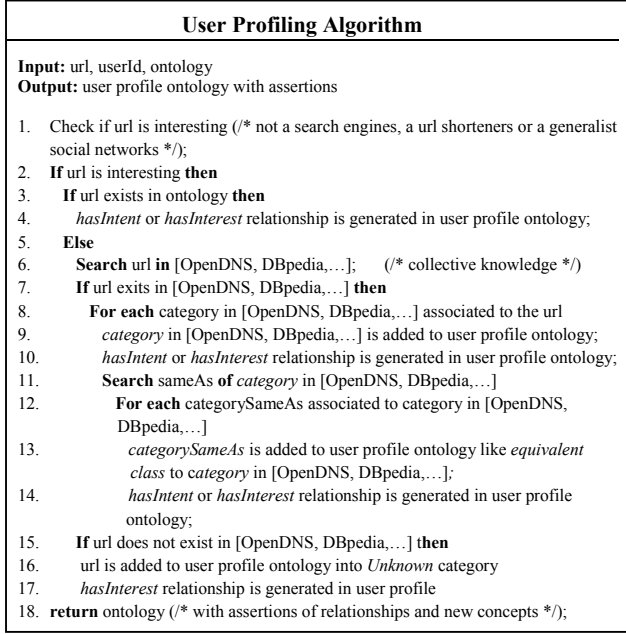 User Profiling Algorithm
Input: url, userId, ontology
Output: user profile ontology with assertions
1. Check if url is interesting (/* not a search engines, a url shorteners or a generalist
social networks */);
2. If url is interesting then
3. If url exists in ontology then
4. hasIntent or hasInterest relationship is generated in user profile ontology;
5. Else
6. Search url in [OpenDNS, DBpedia,…]; (/* collective knowledge */)
7. If url exits in [OpenDNS, DBpedia,…] then
8. For each category in [OpenDNS, DBpedia,…] associated to the url
9. category in [OpenDNS, DBpedia,…] is added to user profile ontology;
10. hasIntent or hasInterest relationship is generated in user profile ontology;
11. Search sameAs of category in [OpenDNS, DBpedia,…]
12. For each categorySameAs associated to category in [OpenDNS,
DBpedia,…]
13. categorySameAs is added to user profile ontology like equivalent
class to category in [OpenDNS, DBpedia,…];
14. hasIntent or hasInterest relationship is generated in user profile
ontology;
15. If url does not exist in [OpenDNS, DBpedia,…] then
16. url is added to user profile ontology into Unknown category
17. hasInterest relationship is generated in user profile
18. return ontology (/* with assertions of relationships and new concepts */);